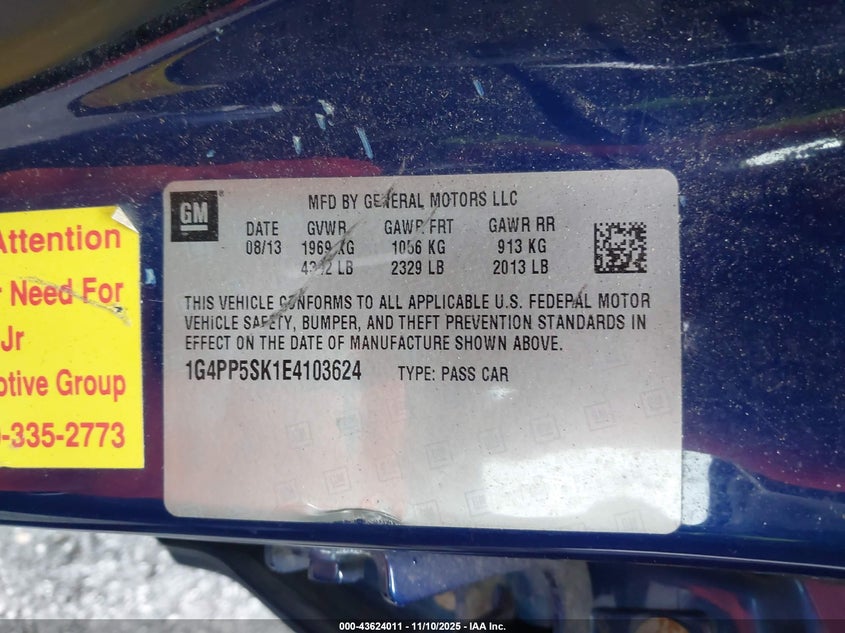 GM
MFD BY GENERAL MOTORS LLC
DATE GVWR GAWR FRT GAWR RR
08/13 1969 KG 1056 KG 913 KG
LB 2329 LB 2013 LB
THIS VEHICLE CONFORMS TO ALL APPLICABLE U.S. FEDERAL MOTOR
VEHICLE SAFETY, BUMPER, AND THEFT PREVENTION STANDARDS IN
EFFECT ON THE DATE OF MANUFACTURE SHOWN ABOVE.
1G4PP5SK1E4103624 TYPE: PASS CAR
Attention
r Need For
Jr
otive Group
-335-2773
000-43624011 - 11/10/2025 - IAA Inc.